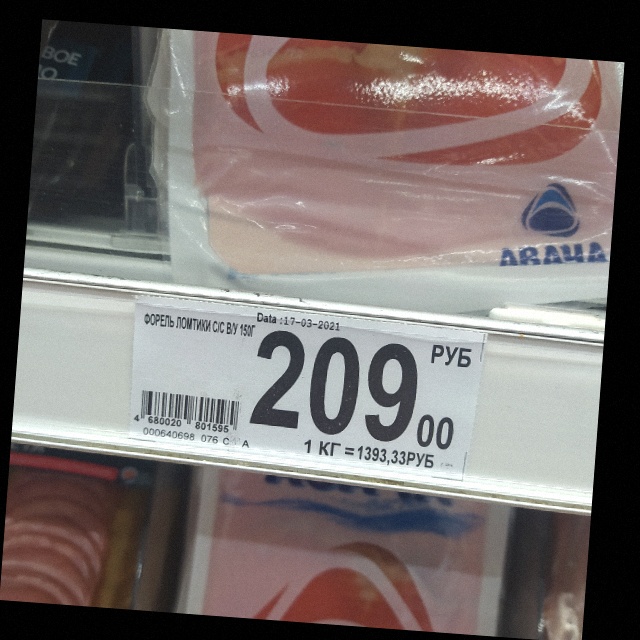 ВОЕ
О
ФОРЕЛЬ ЛОМТИКИ С/С В/У 150Г
Data :17-03-2021
209 00
РУБ
4 680020 801595
000640698 076 С А
1 КГ =1393,33РУБ